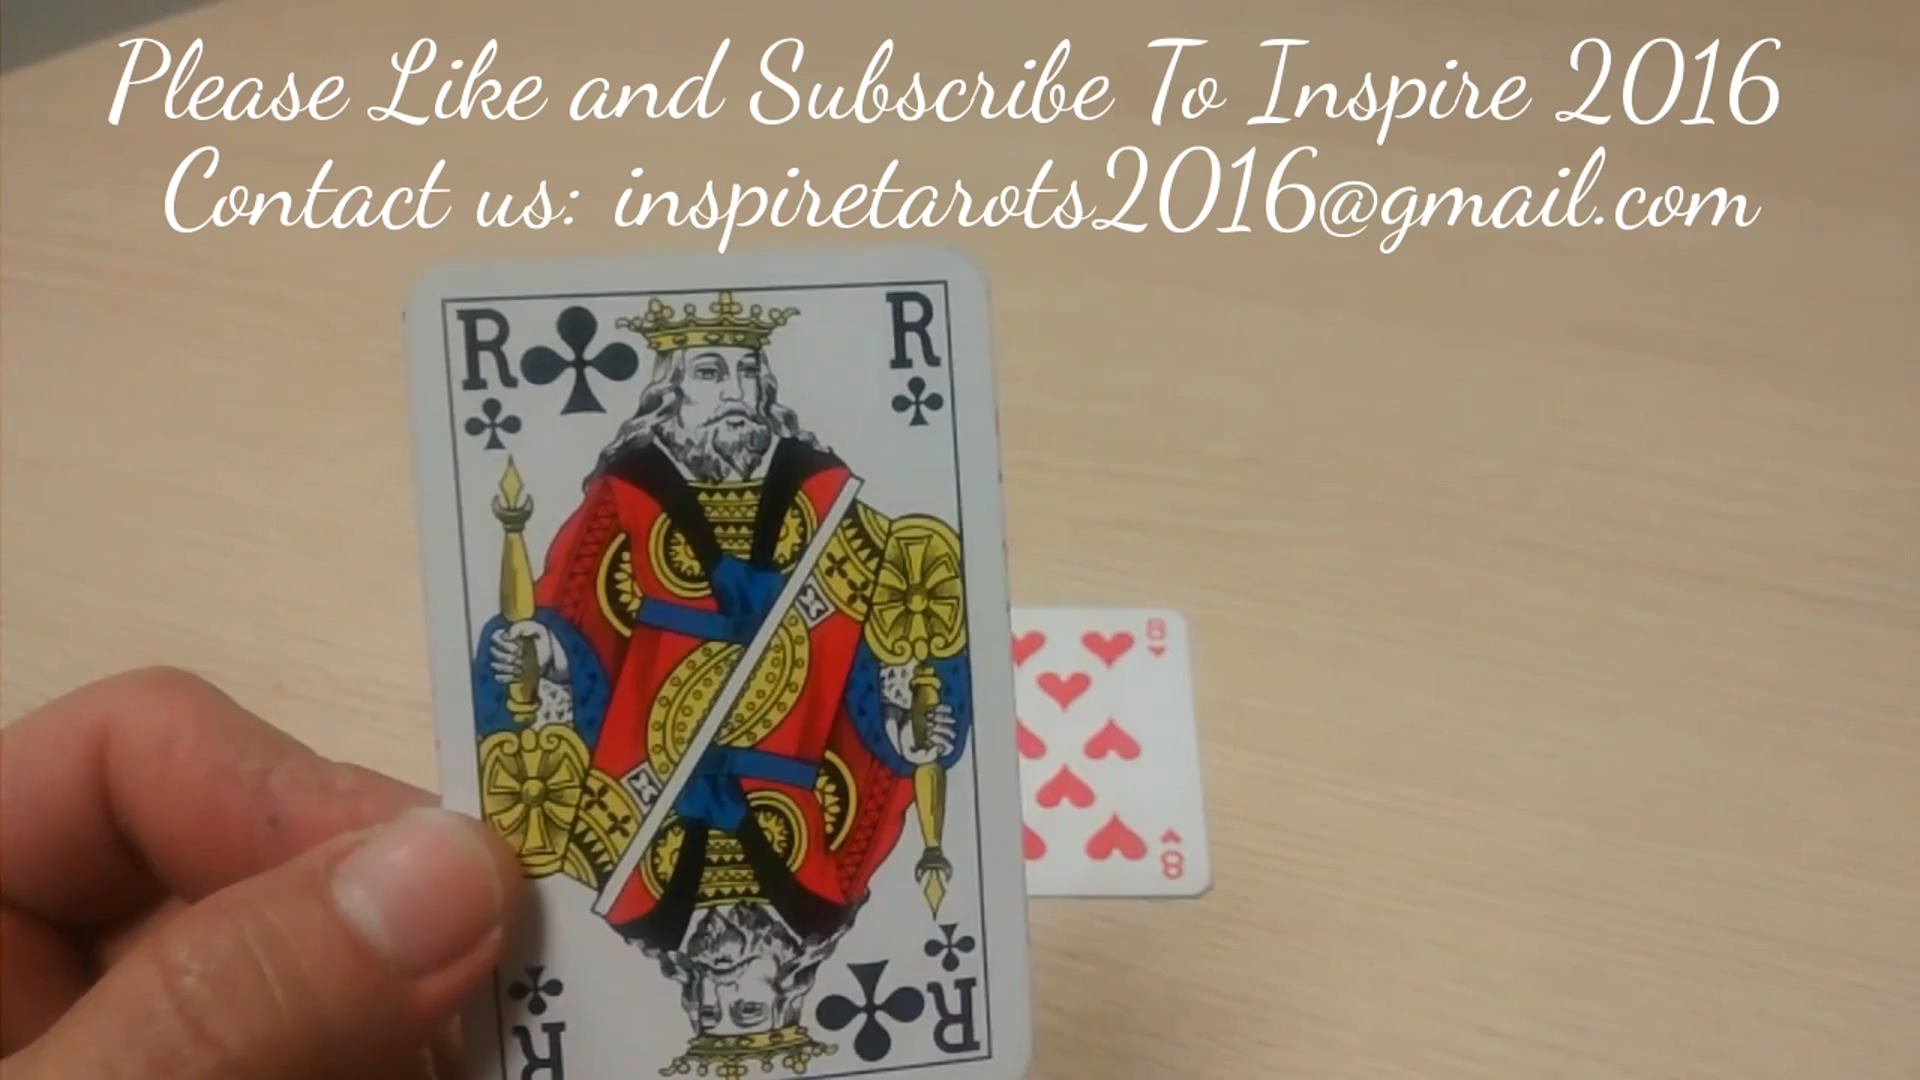 Please Like and Subscribe To Inspire 2016
Contact us: inspiretarots2016@gmail.com
R R
8
8
R
R